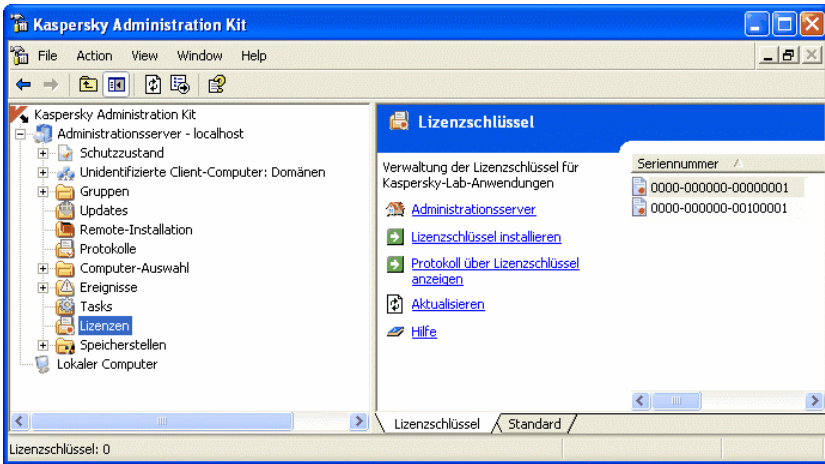 Kaspersky Administration Kit
File Action View Window Help
Kaspersky Administration Kit
Administrationsserver - localhost
Schutzzustand
Unidentifizierte Client-Computer: Domänen
Gruppen
Updates
Remote-Installation
Protokolle
Computer-Auswahl
Ereignisse
Tasks
Lizenzen
Speicherstellen
Lokaler Computer
Lizenzschlüssel
Verwaltung der Lizenzschlüssel für
Kaspersky-Lab-Anwendungen
Administrationsserver
Lizenzschlüssel installieren
Protokoll über Lizenzschlüssel
anzeigen
Aktualisieren
Hilfe
Seriennummer
0000-000000-00000001
0000-000000-00100001
Lizenzschlüssel Standard
Lizenzschlüssel: 0